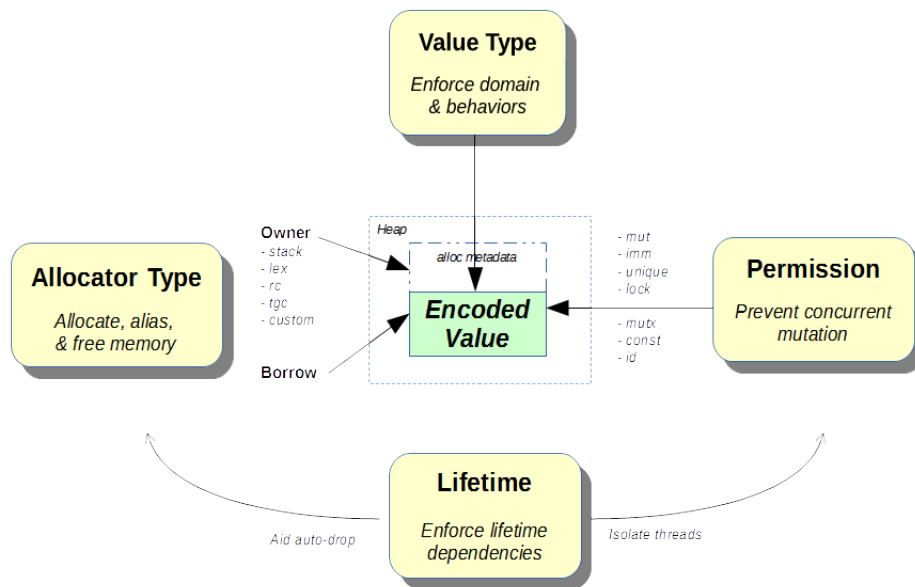 Value Type
Enforce domain
& behaviors
Owner
- stack
- lex
- rc
- tgc
- custom
Borrow
Allocator Type
Allocate, alias,
& free memory
Heap
alloc metadata
Encoded
Value
- mut
- imm
- unique
- lock
- mutx
- const
- id
Permission
Prevent concurrent
mutation
Lifetime
Enforce lifetime
dependencies
Aid auto-drop
Isolate threads